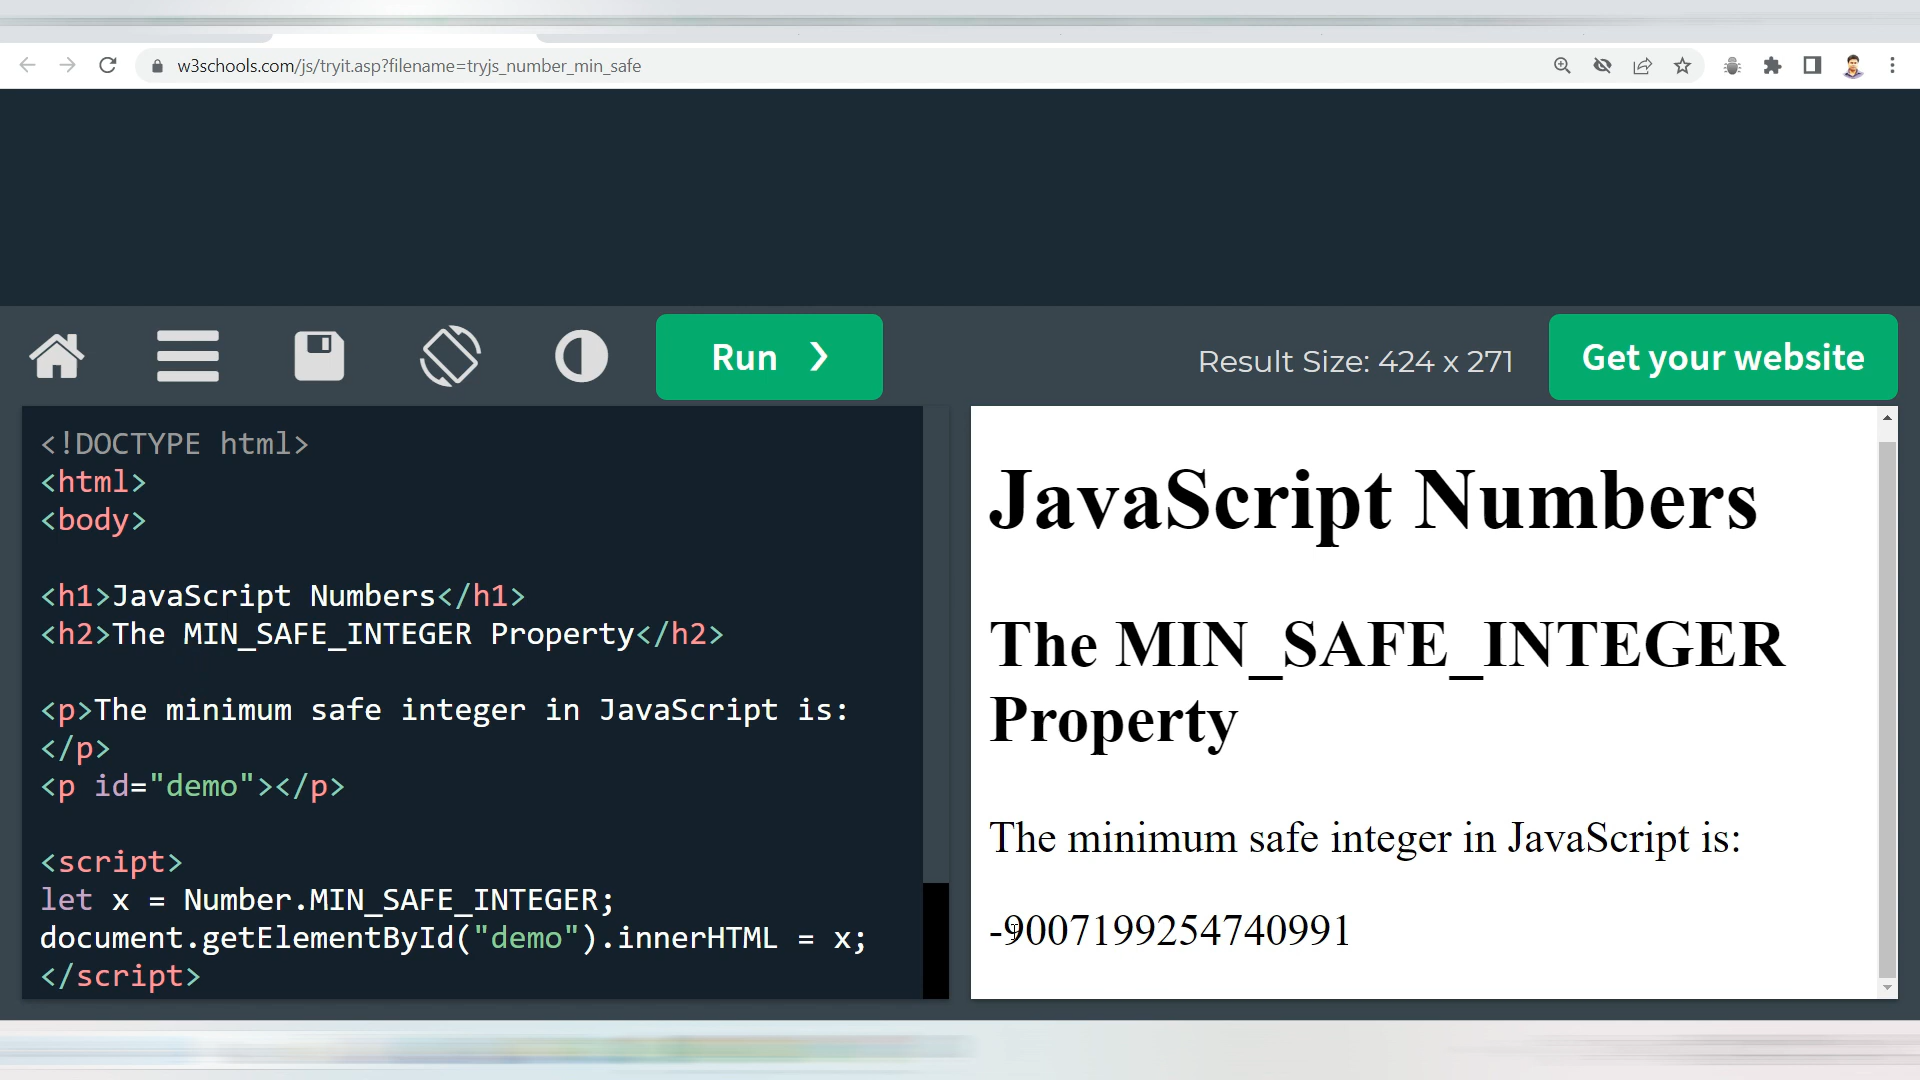 w3schools.com/js/tryit.asp?filename=tryjs_number_min_safe
Run ❯
Result Size: 424 x 271
Get your website
<!DOCTYPE html>
<html>
<body>
<h1>JavaScript Numbers</h1>
<h2>The MIN_SAFE_INTEGER Property</h2>
<p>The minimum safe integer in JavaScript is:
</p>
<p id="demo"></p>
<script>
let x = Number.MIN_SAFE_INTEGER;
document.getElementById("demo").innerHTML = x;
</script>
JavaScript Numbers
The MIN_SAFE_INTEGER
Property
The minimum safe integer in JavaScript is:
-9007199254740991